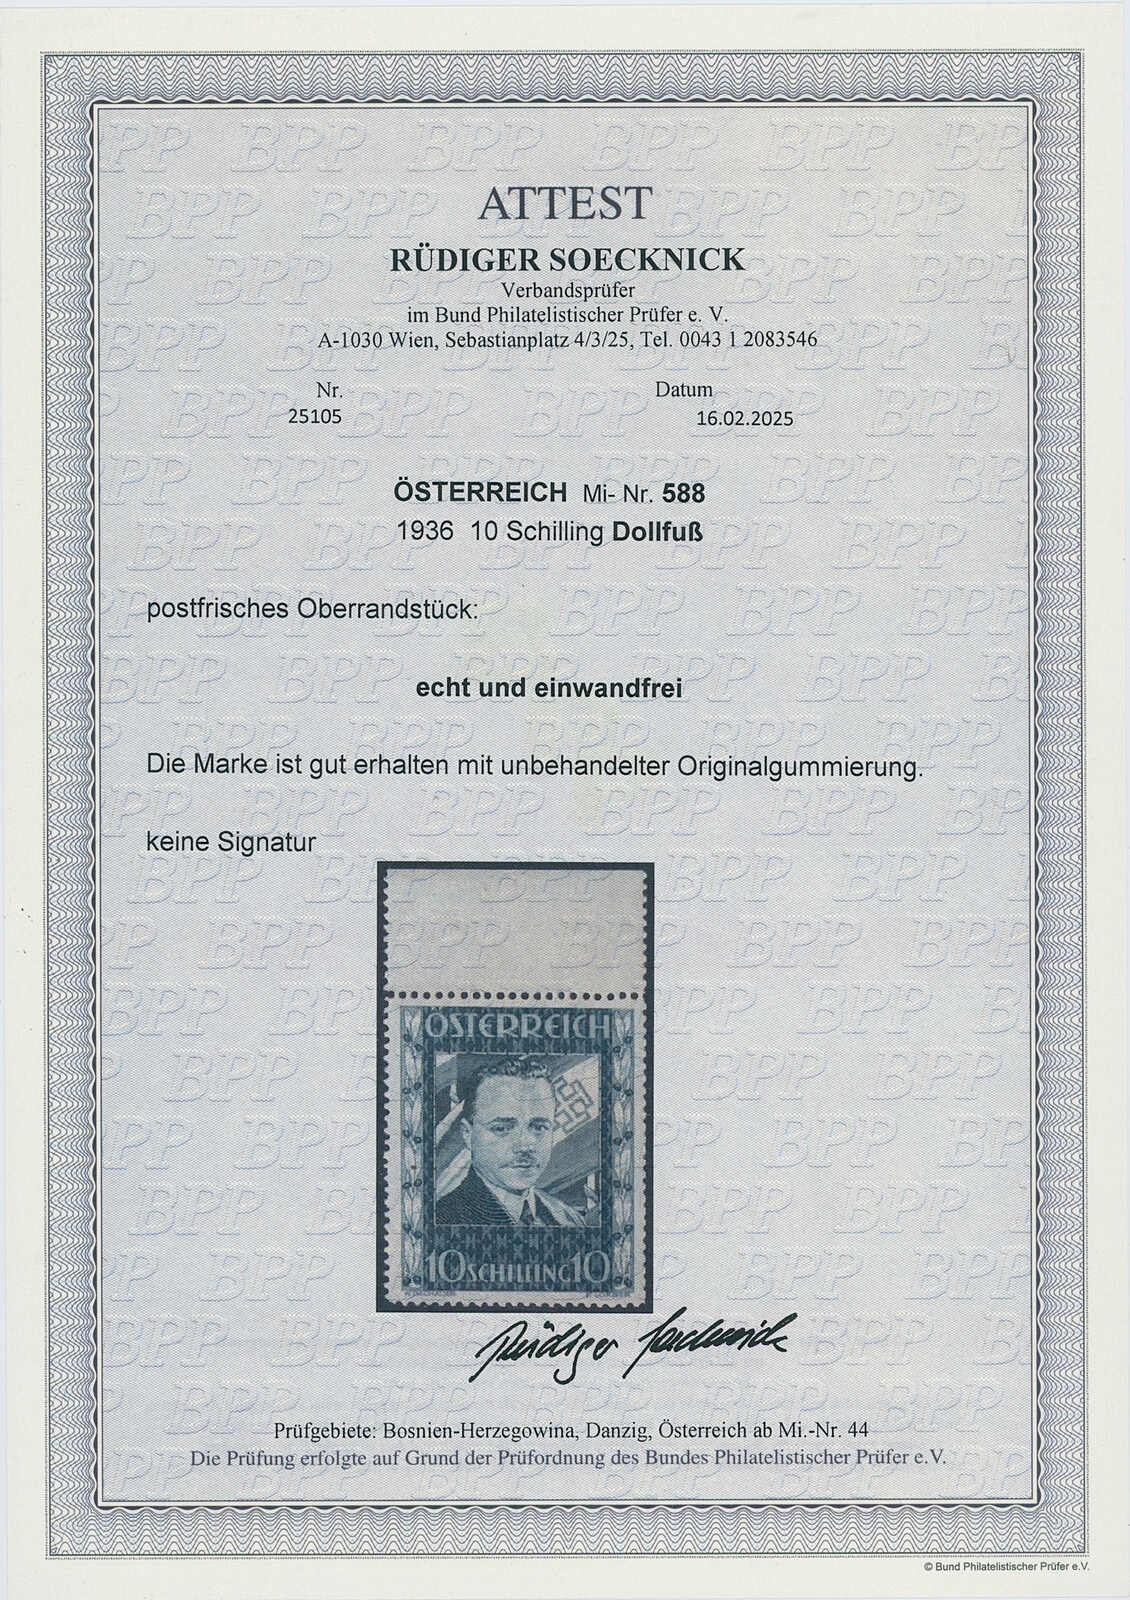 ATTEST
RÜDIGER SOECKNICK
Verbandsprüfer
im Bund Philatelistischer Prüfer e. V.
A-1030 Wien, Sebastianplatz 4/3/25, Tel. 0043 1 2083546
Nr. Datum
25105 16.02.2025
ÖSTERREICH Mi- Nr. 588
1936 10 Schilling Dollfuß
postfrisches Oberrandstück:
echt und einwandfrei
Die Marke ist gut erhalten mit unbehandelter Originalgummierung.
keine Signatur
ÖSTERREICH
10 SCHILLING 10
Rüdiger Soecknick
Prüfgebiete: Bosnien-Herzegowina, Danzig, Österreich ab Mi.-Nr. 44
Die Prüfung erfolgte auf Grund der Prüfordnung des Bundes Philatelistischer Prüfer e.V.
© Bund Philatelistischer Prüfer e.V.